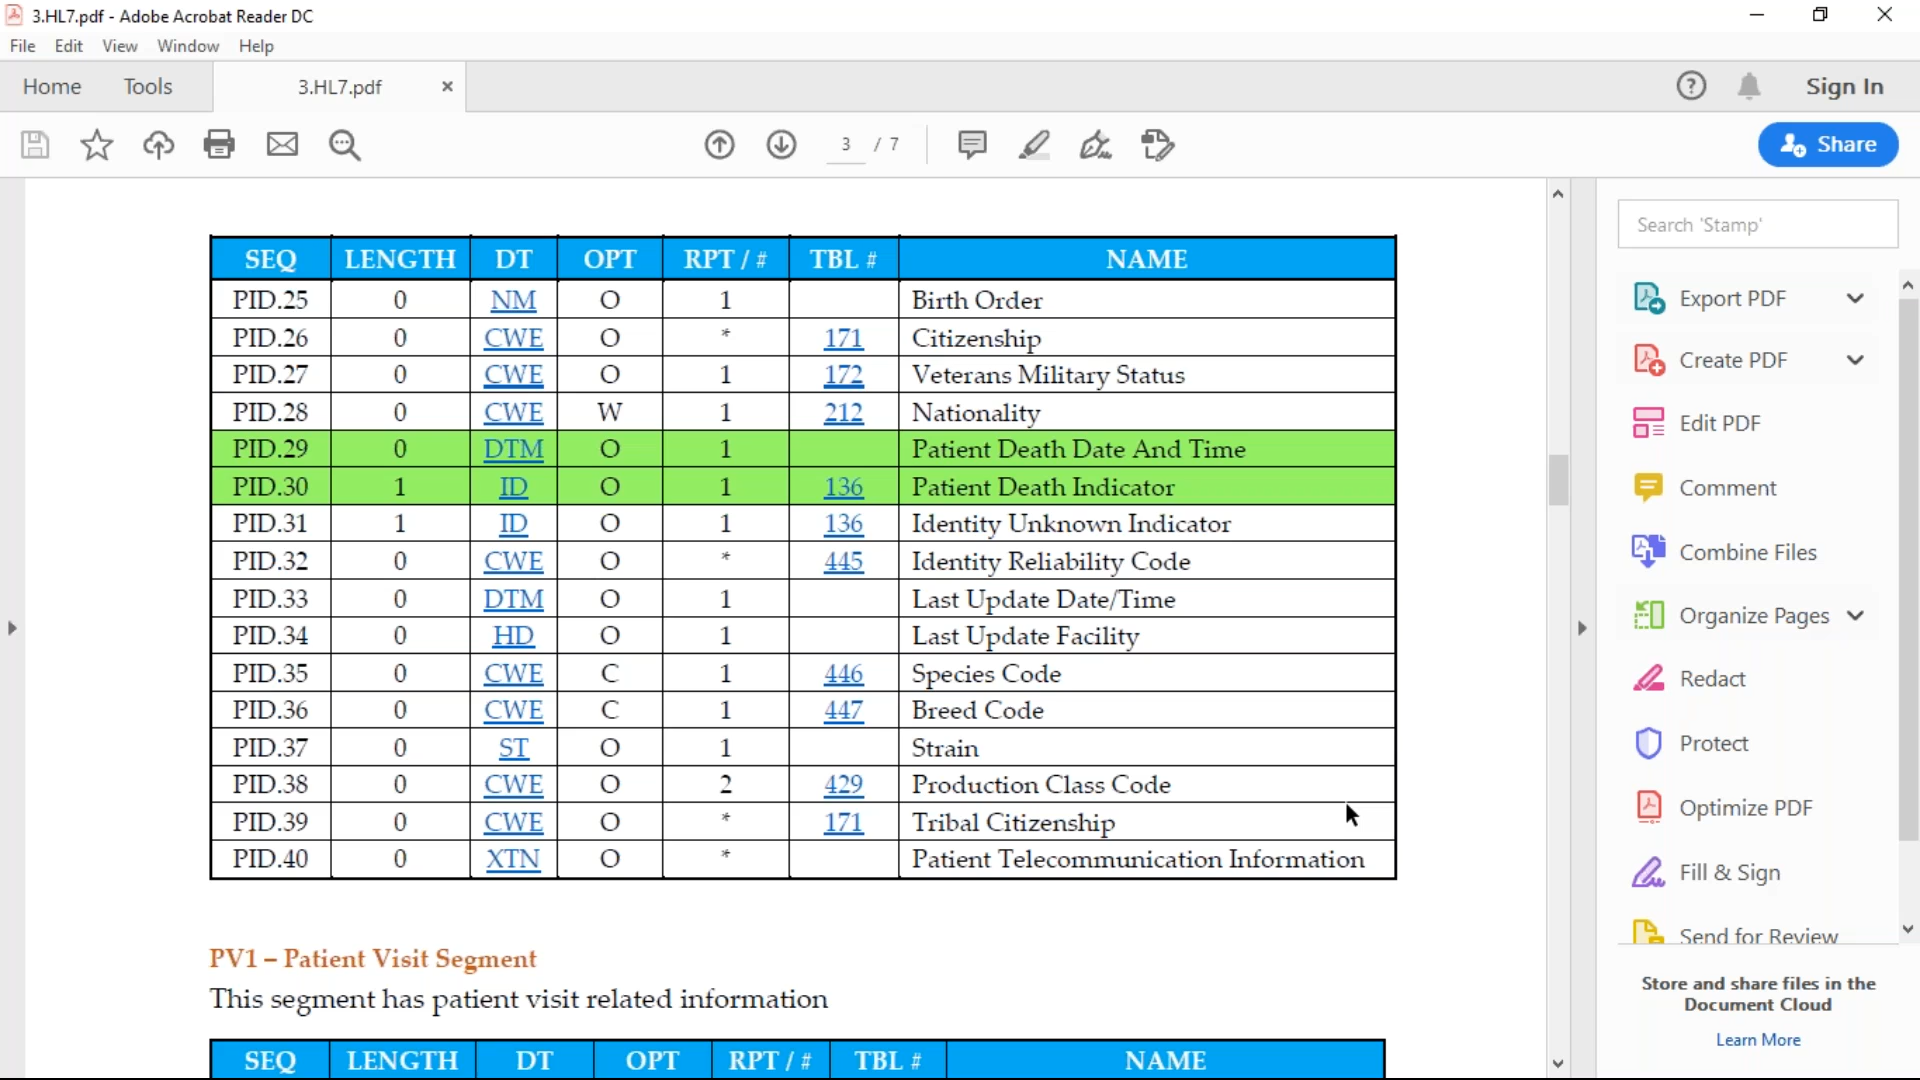 3.HL7.pdf - Adobe Acrobat Reader DC
File Edit View Window Help
Home Tools 3.HL7.pdf × Sign In
3 / 7 Share
Search 'Stamp'
SEQ LENGTH DT OPT RPT / # TBL # NAME
PID.25 0 NM O 1 Birth Order
PID.26 0 CWE O * 171 Citizenship
PID.27 0 CWE O 1 172 Veterans Military Status
PID.28 0 CWE W 1 212 Nationality
PID.29 0 DTM O 1 Patient Death Date And Time
PID.30 1 ID O 1 136 Patient Death Indicator
PID.31 1 ID O 1 136 Identity Unknown Indicator
PID.32 0 CWE O * 445 Identity Reliability Code
PID.33 0 DTM O 1 Last Update Date/Time
PID.34 0 HD O 1 Last Update Facility
PID.35 0 CWE C 1 446 Species Code
PID.36 0 CWE C 1 447 Breed Code
PID.37 0 ST O 1 Strain
PID.38 0 CWE O 2 429 Production Class Code
PID.39 0 CWE O * 171 Tribal Citizenship
PID.40 0 XTN O * Patient Telecommunication Information
PV1 – Patient Visit Segment
This segment has patient visit related information
SEQ LENGTH DT OPT RPT / # TBL # NAME
Export PDF
Create PDF
Edit PDF
Comment
Combine Files
Organize Pages
Redact
Protect
Optimize PDF
Fill & Sign
Send for Review
Store and share files in the
Document Cloud
Learn More